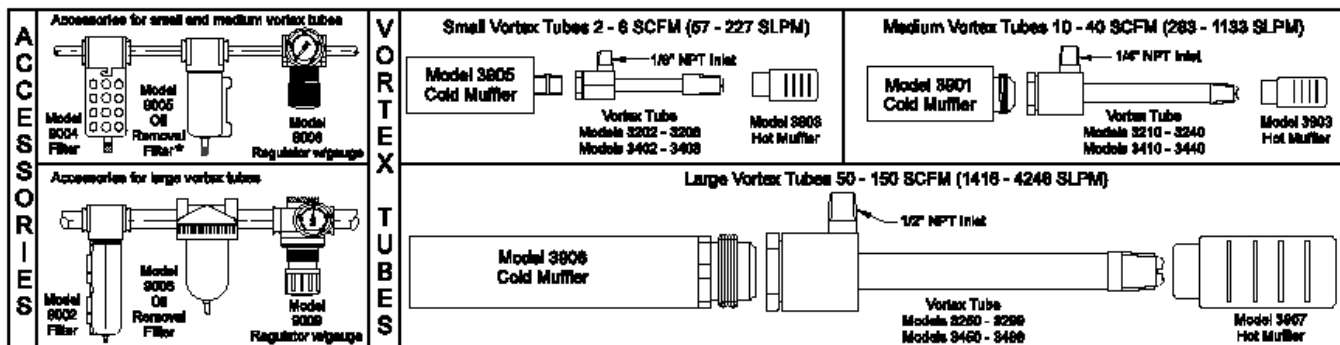 ACCESSORIES
Accessories for small and medium vortex tubes
Model
9004
Filter
Model
9005
Oil
Removal
Filter*
Model
9008
Regulator w/gauge
Accessories for large vortex tubes
Model
9002
Filter
Model
9006
Oil
Removal
Filter
Model
9009
Regulator w/gauge
VORTEX TUBES
Small Vortex Tubes 2 - 8 SCFM (57 - 227 SLPM)
Model 3905
Cold Muffler
1/8" NPT Inlet
Vortex Tube
Models 3202 - 3208
Models 3402 - 3408
Model 3903
Hot Muffler
Medium Vortex Tubes 10 - 40 SCFM (283 - 1133 SLPM)
Model 3901
Cold Muffler
1/4" NPT Inlet
Vortex Tube
Models 3210 - 3240
Models 3410 - 3440
Model 3903
Hot Muffler
Large Vortex Tubes 50 - 150 SCFM (1416 - 4248 SLPM)
Model 3906
Cold Muffler
1/2" NPT Inlet
Vortex Tube
Models 3250 - 3299
Models 3450 - 3499
Model 3907
Hot Muffler